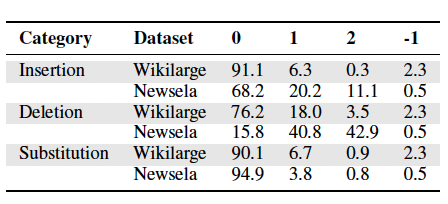 Category Dataset 0 1 2 -1
Insertion Wikilarge 91.1 6.3 0.3 2.3
Newsela 68.2 20.2 11.1 0.5
Deletion Wikilarge 76.2 18.0 3.5 2.3
Newsela 15.8 40.8 42.9 0.5
Substitution Wikilarge 90.1 6.7 0.9 2.3
Newsela 94.9 3.8 0.8 0.5